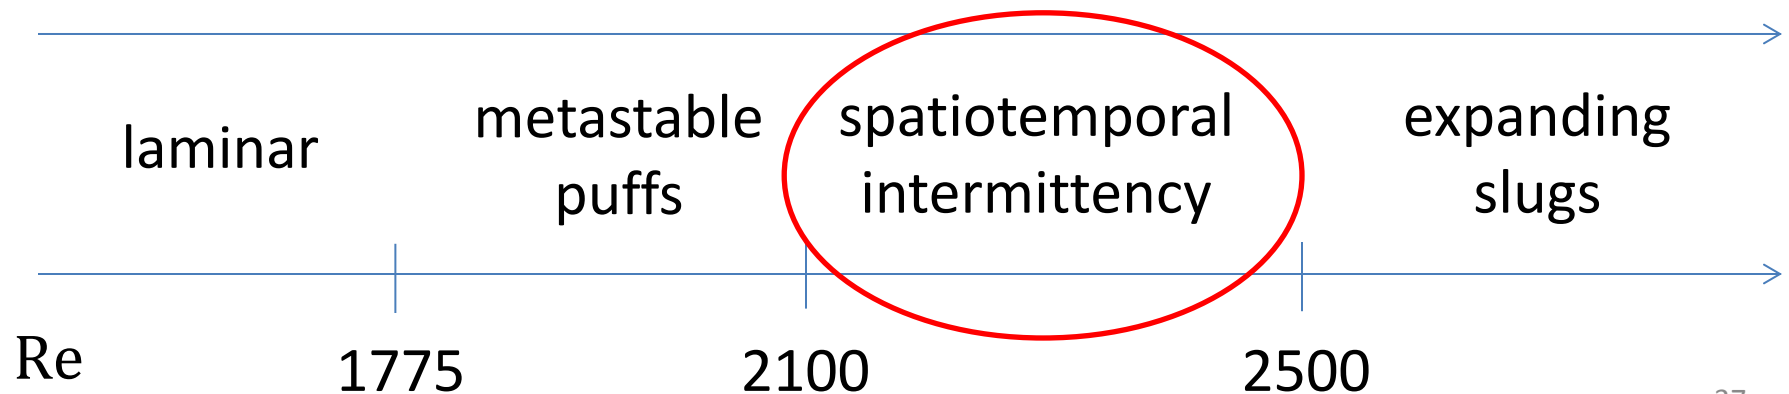 laminar
metastable
puffs
spatiotemporal
intermittency
expanding
slugs
Re 1775 2100 2500